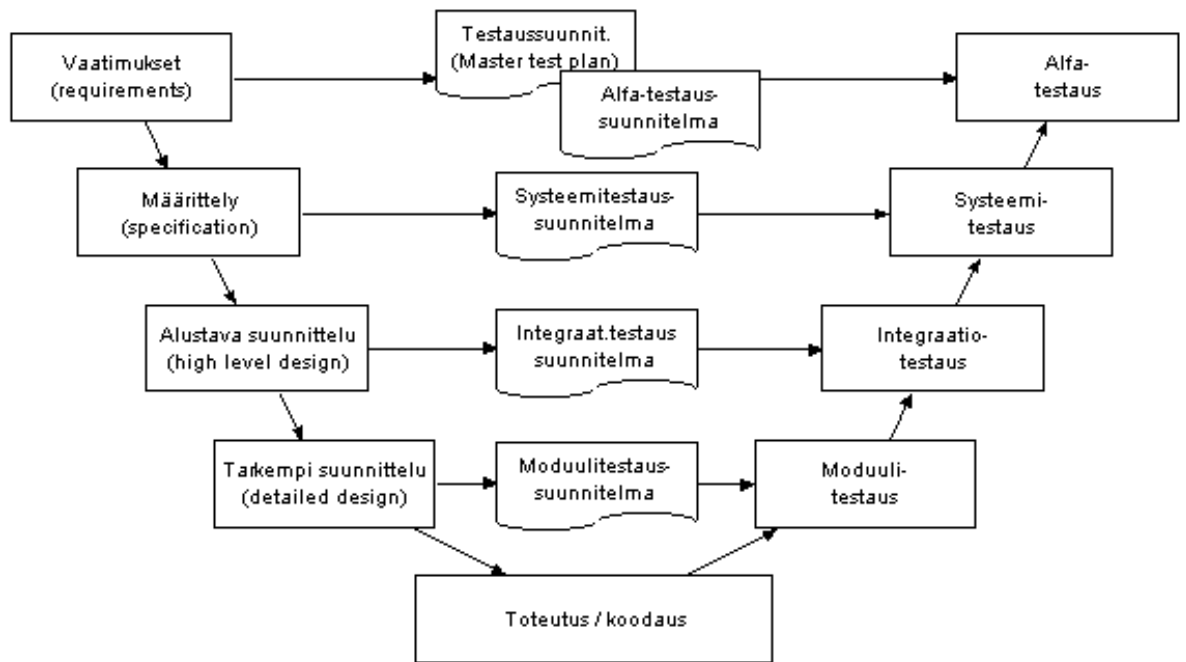 Vaatimukset
(requirements)
Testaussuunnit.
(Master test plan)
Alfa-testaus-
suunnitelma
Alfa-
testaus
Määrittely
(specification)
Systeemitestaus-
suunnitelma
Systeemi-
testaus
Alustava suunnittelu
(high level design)
Integraat.testaus
suunnitelma
Integraatio-
testaus
Tarkempi suunnittelu
(detailed design)
Moduulitestaus-
suunnitelma
Moduuli-
testaus
Toteutus / koodaus